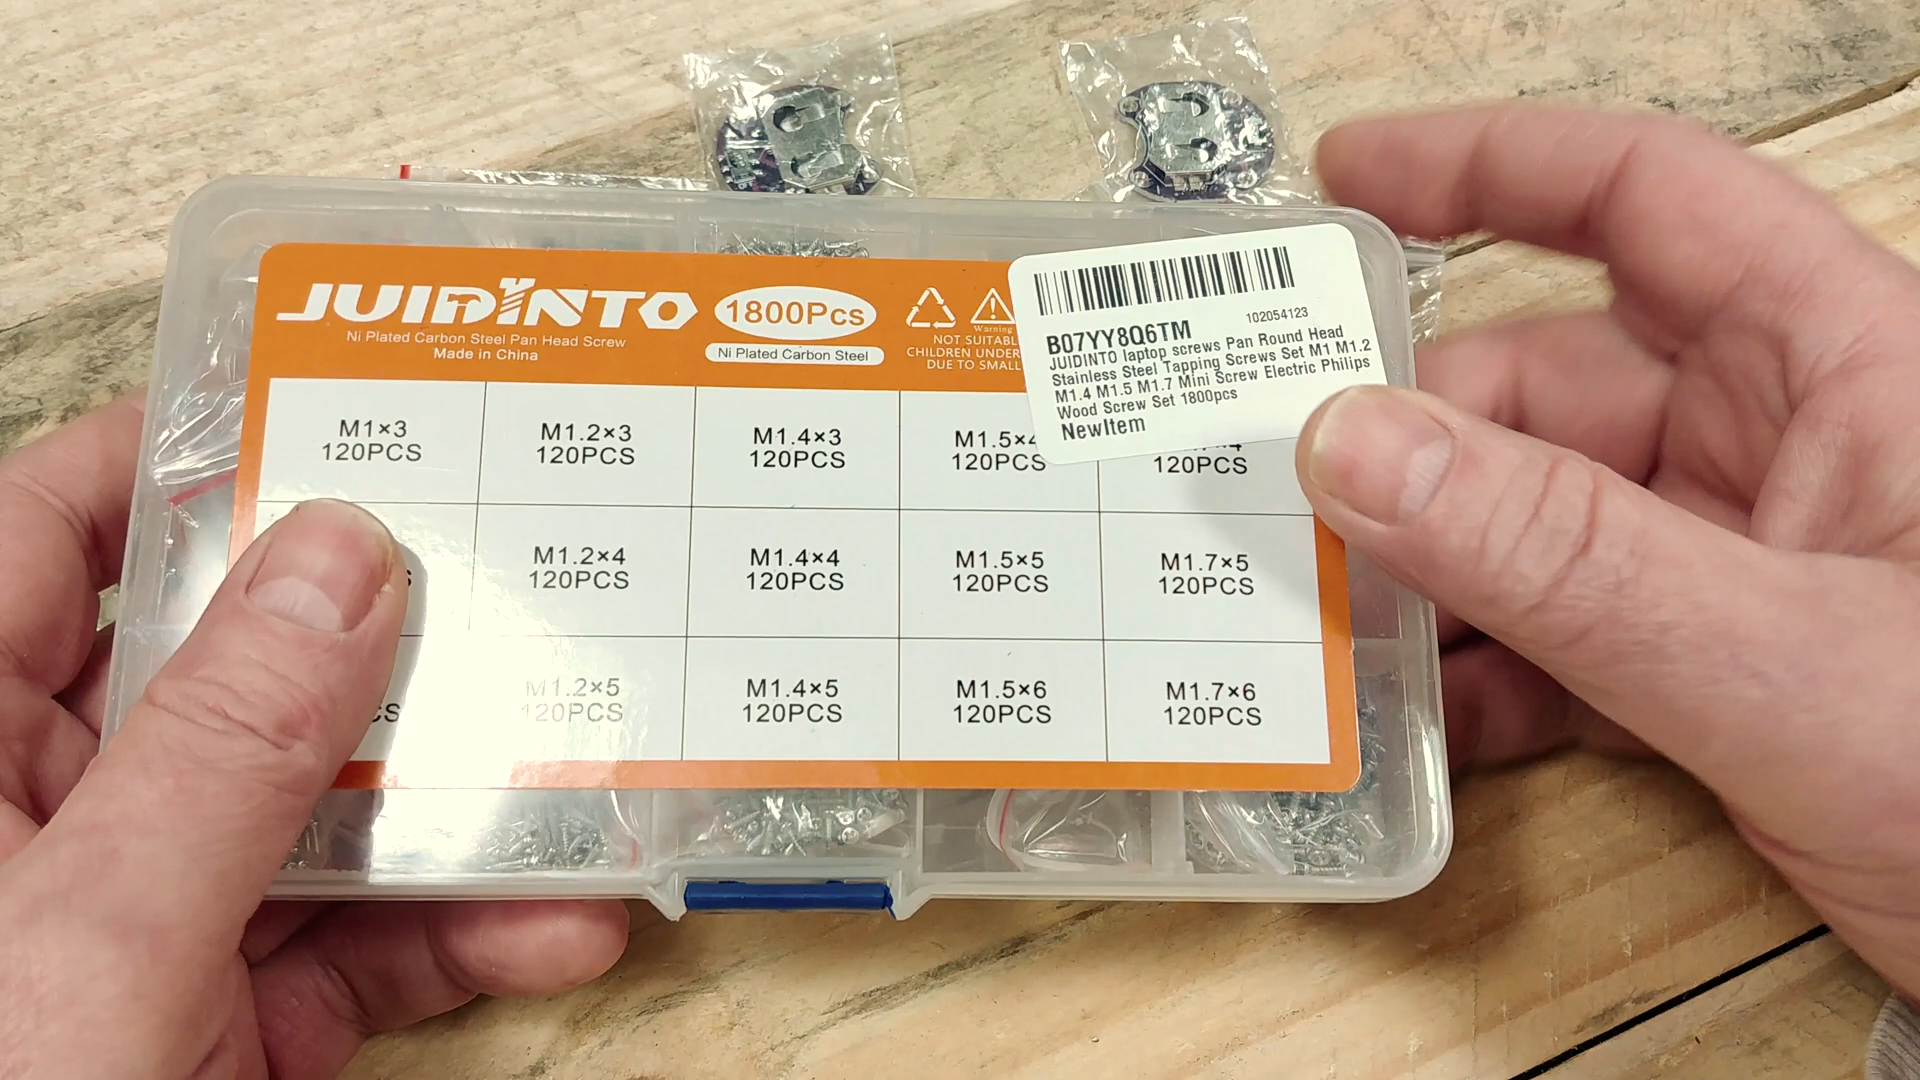 JUIDINTO
Ni Plated Carbon Steel Pan Head Screw
Made in China
1800Pcs
Ni Plated Carbon Steel
Warning
NOT SUITABL
CHILDREN UNDER
DUE TO SMALL
102054123
B07YY8Q6TM
JUIDINTO laptop screws Pan Round Head
Stainless Steel Tapping Screws Set M1 M1.2
M1.4 M1.5 M1.7 Mini Screw Electric Philips
Wood Screw Set 1800pcs
NewItem
M1×3
120PCS
M1.2×3
120PCS
M1.4×3
120PCS
M1.5×4
120PCS
120PCS
M1.2×4
120PCS
M1.4×4
120PCS
M1.5×5
120PCS
M1.7×5
120PCS
M1.2×5
120PCS
M1.4×5
120PCS
M1.5×6
120PCS
M1.7×6
120PCS